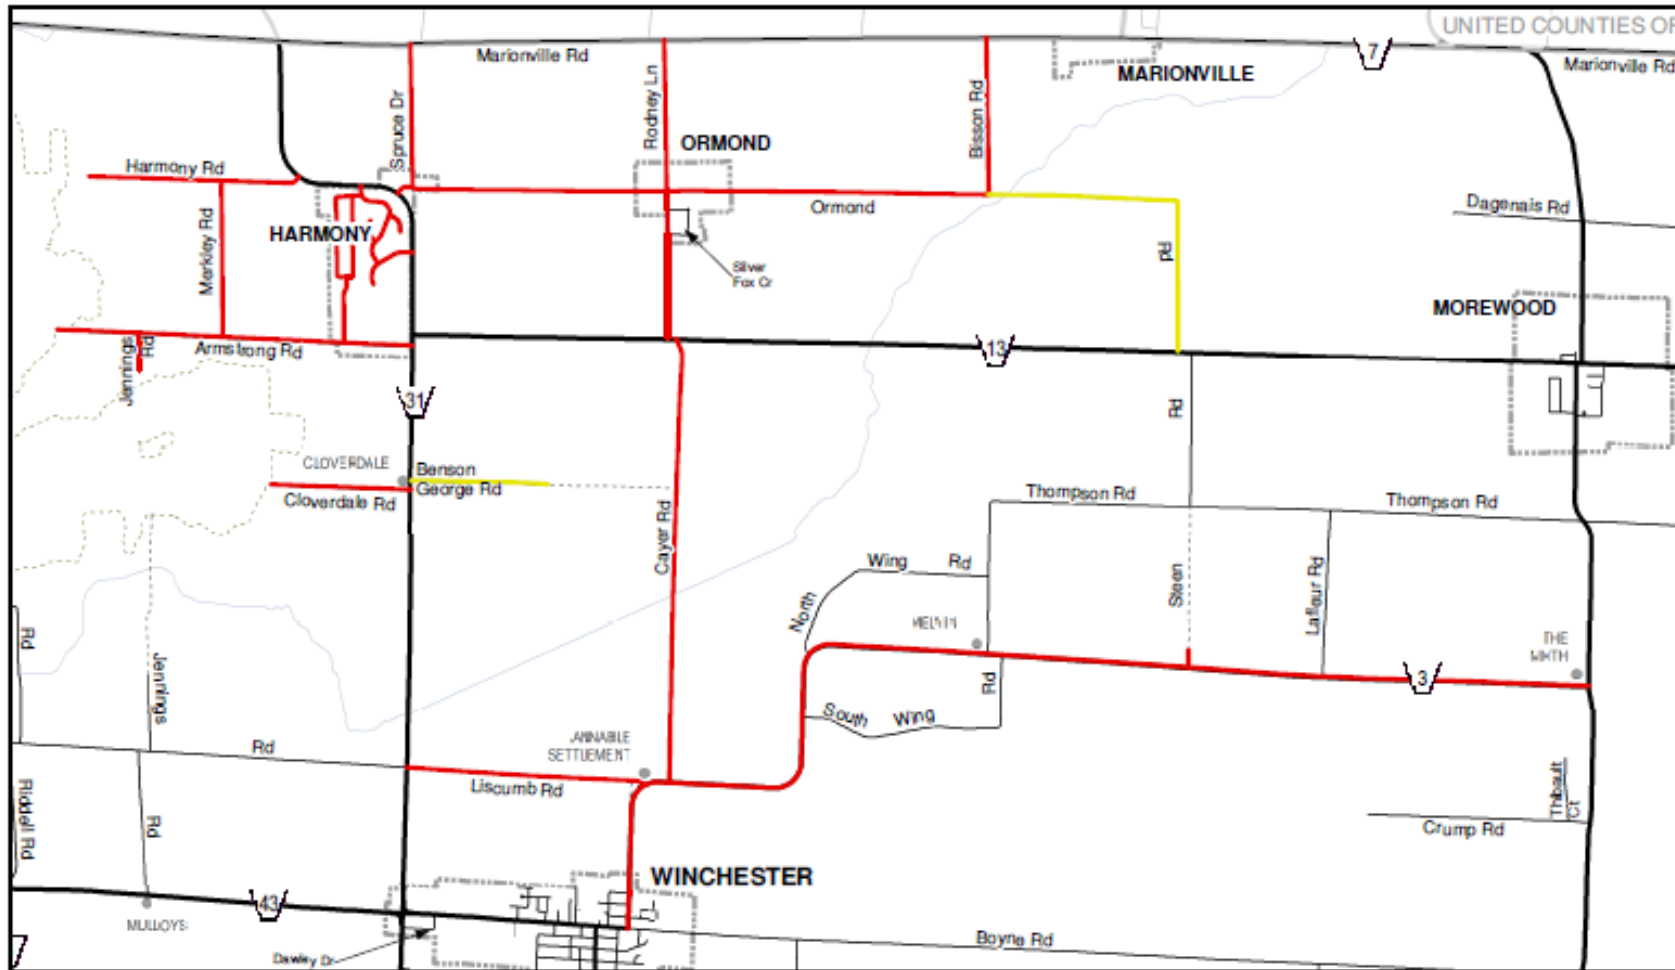 UNITED COUNTIES OF
Marionville Rd
7
Marionville Rd
MARIONVILLE
Spruce Dr
Rodney Ln
Bisson Rd
ORMOND
Harmony Rd
Ormond
Rd
Dagenais Rd
Merkley Rd
HARMONY
Silver
Fox Cr
MOREWOOD
Jennings
Rd
Armstrong Rd
13
31
Rd
CLOVERDALE
Benson
George Rd
Cloverdale Rd
Thompson Rd
Thompson Rd
Cayer Rd
Wing Rd
North
Steen
Lafleur Rd
MELVIN
Rd
THE
Jennings
3
Rd
South Wing
Rd
ANNABLE
SETTLEMENT
Liscumb Rd
Riddell Rd
Rd
Thibault
Ct
Crump Rd
WINCHESTER
43
MULLOYS
Dawley Dr
Boyne Rd